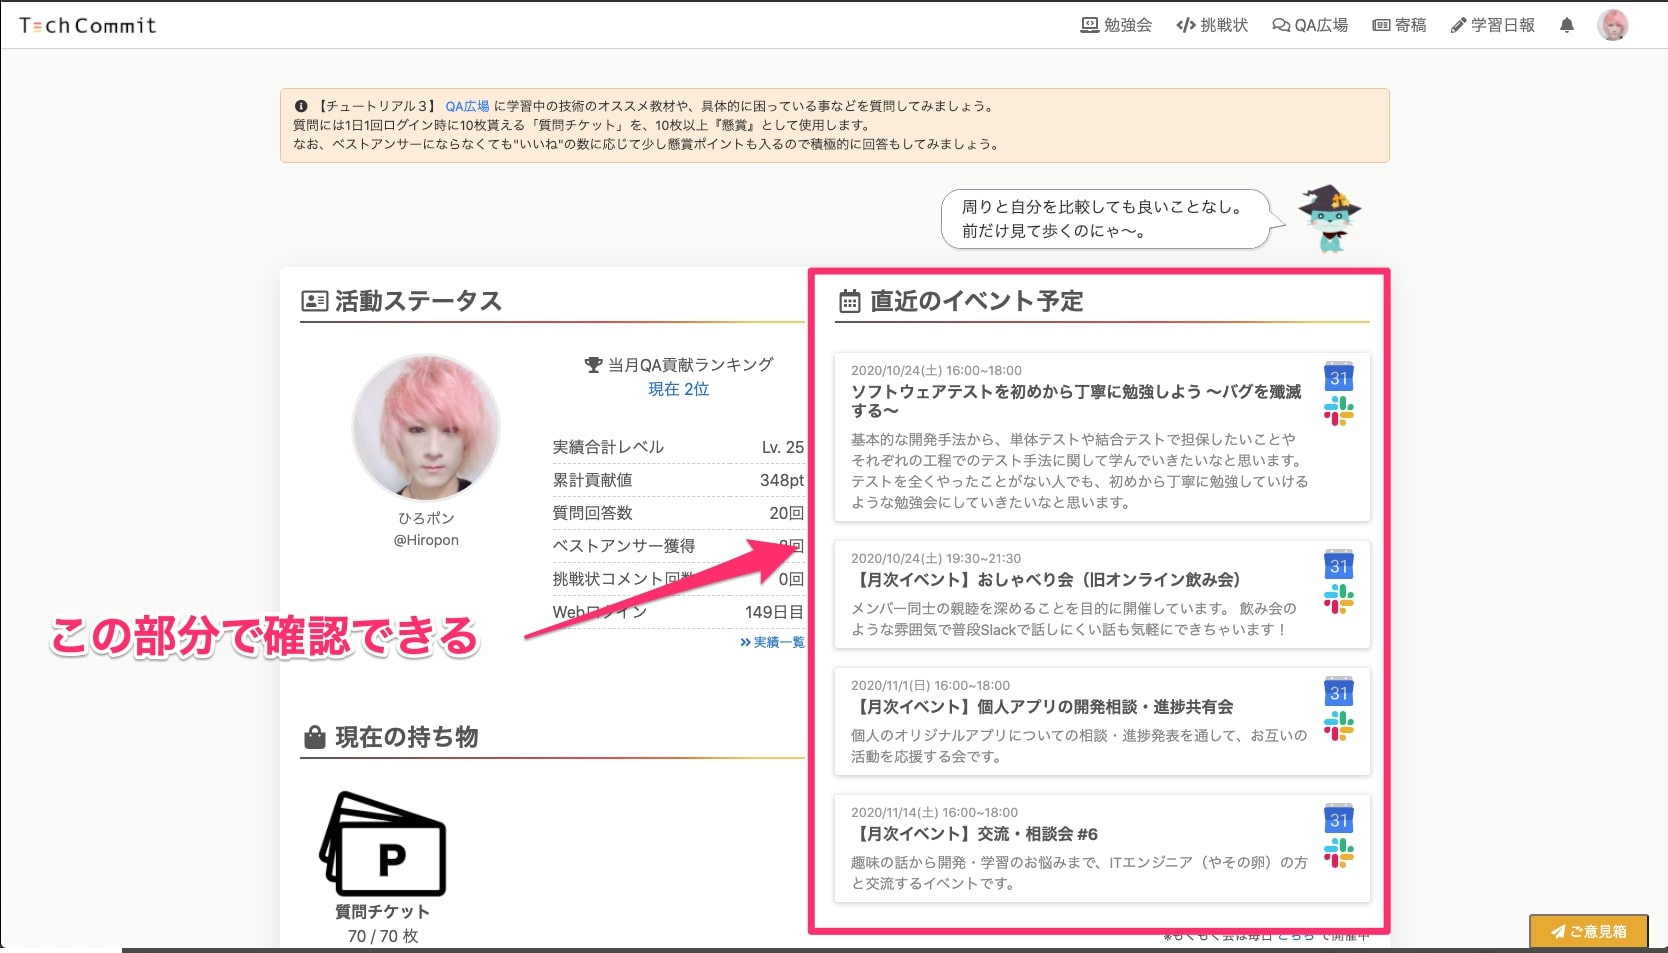 Tech Commit
勉強会
挑戦状
QA広場
寄稿
学習日報
【チュートリアル３】 QA広場 に学習中の技術のオススメ教材や、具体的に困っている事などを質問してみましょう。
質問には1日1回ログイン時に10枚貰える「質問チケット」を、10枚以上『懸賞』として使用します。
なお、ベストアンサーにならなくても"いいね"の数に応じて少し懸賞ポイントも入るので積極的に回答もしてみましょう。
周りと自分を比較しても良いことなし。
前だけ見て歩くのにゃ〜。
活動ステータス
ひろポン
@Hiropon
当月QA貢献ランキング
現在 2位
実績合計レベル Lv. 25
累計貢献値 348pt
質問回答数 20回
ベストアンサー獲得 回
挑戦状コメント回数 0回
Webログイン 149日目
実績一覧
この部分で確認できる
現在の持ち物
P
質問チケット
70 / 70 枚
直近のイベント予定
2020/10/24(土) 16:00~18:00
ソフトウェアテストを初めから丁寧に勉強しよう 〜バグを殲滅
する〜
基本的な開発手法から、単体テストや結合テストで担保したいことや
それぞれの工程でのテスト手法に関して学んでいきたいなと思います。
テストを全くやったことがない人でも、初めから丁寧に勉強していける
ような勉強会にしていきたいなと思います。
31
2020/10/24(土) 19:30~21:30
【月次イベント】おしゃべり会（旧オンライン飲み会）
メンバー同士の親睦を深めることを目的に開催しています。 飲み会の
ような雰囲気で普段Slackで話しにくい話も気軽にできちゃいます！
31
2020/11/1(日) 16:00~18:00
【月次イベント】個人アプリの開発相談・進捗共有会
個人のオリジナルアプリについての相談・進捗発表を通して、お互いの
活動を応援する会です。
31
2020/11/14(土) 16:00~18:00
【月次イベント】交流・相談会 #6
趣味の話から開発・学習のお悩みまで、ITエンジニア（やその卵）の方
と交流するイベントです。
31
※もくもく会は毎日 こちら で開催中
ご意見箱